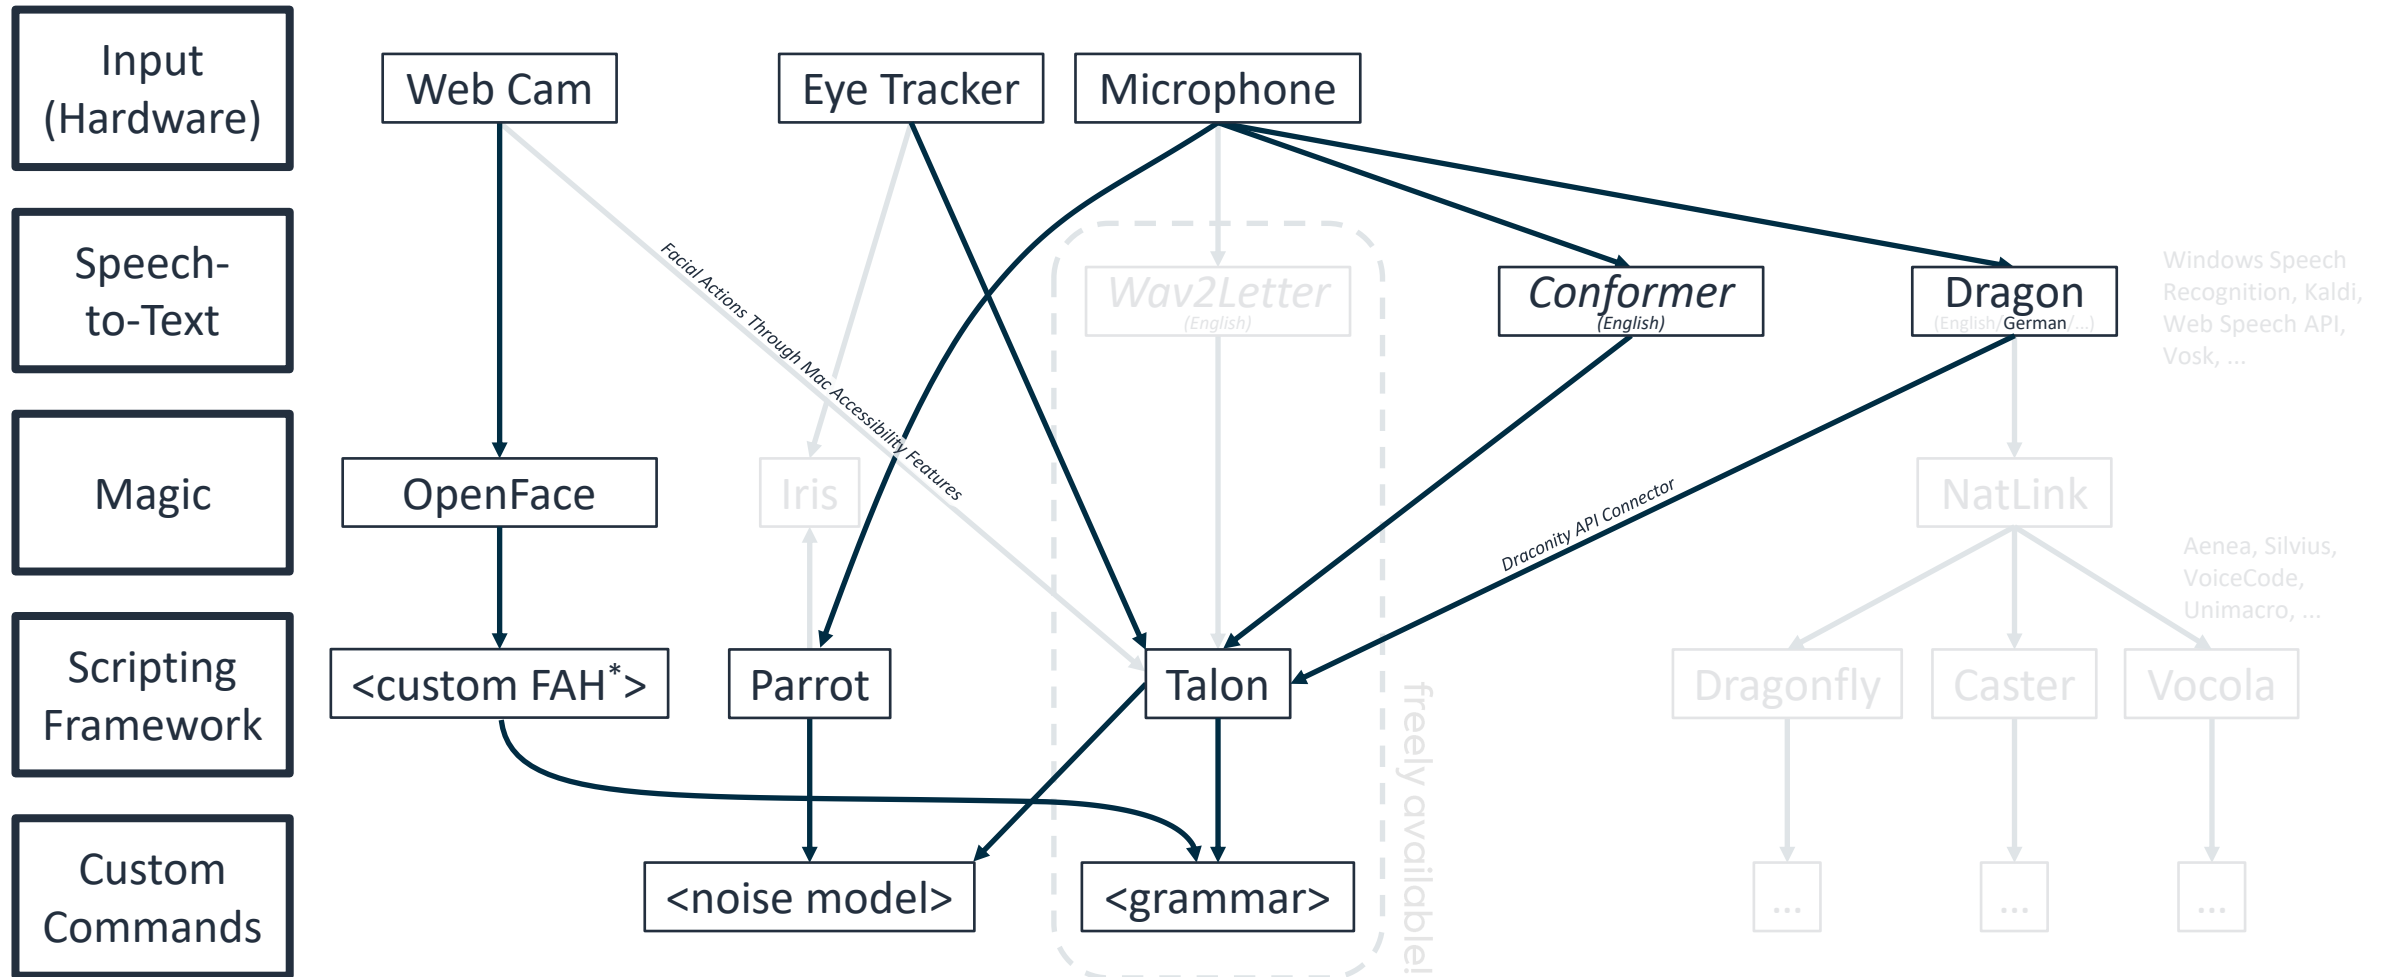 Input
(Hardware)
Web Cam
Eye Tracker
Microphone
Speech-
to-Text
Facial Actions Through Mac Accessibility Features
Wav2Letter
(English)
Conformer
(English)
Dragon
(English/German/...)
Windows Speech
Recognition, Kaldi,
Web Speech API,
Vosk, ...
Magic
OpenFace
Iris
Draconity API Connector
NatLink
Aenea, Silvius,
VoiceCode,
Unimacro, ...
Scripting
Framework
<custom FAH*>
Parrot
Talon
freely available!
Dragonfly
Caster
Vocola
Custom
Commands
<noise model>
<grammar>
...
...
...